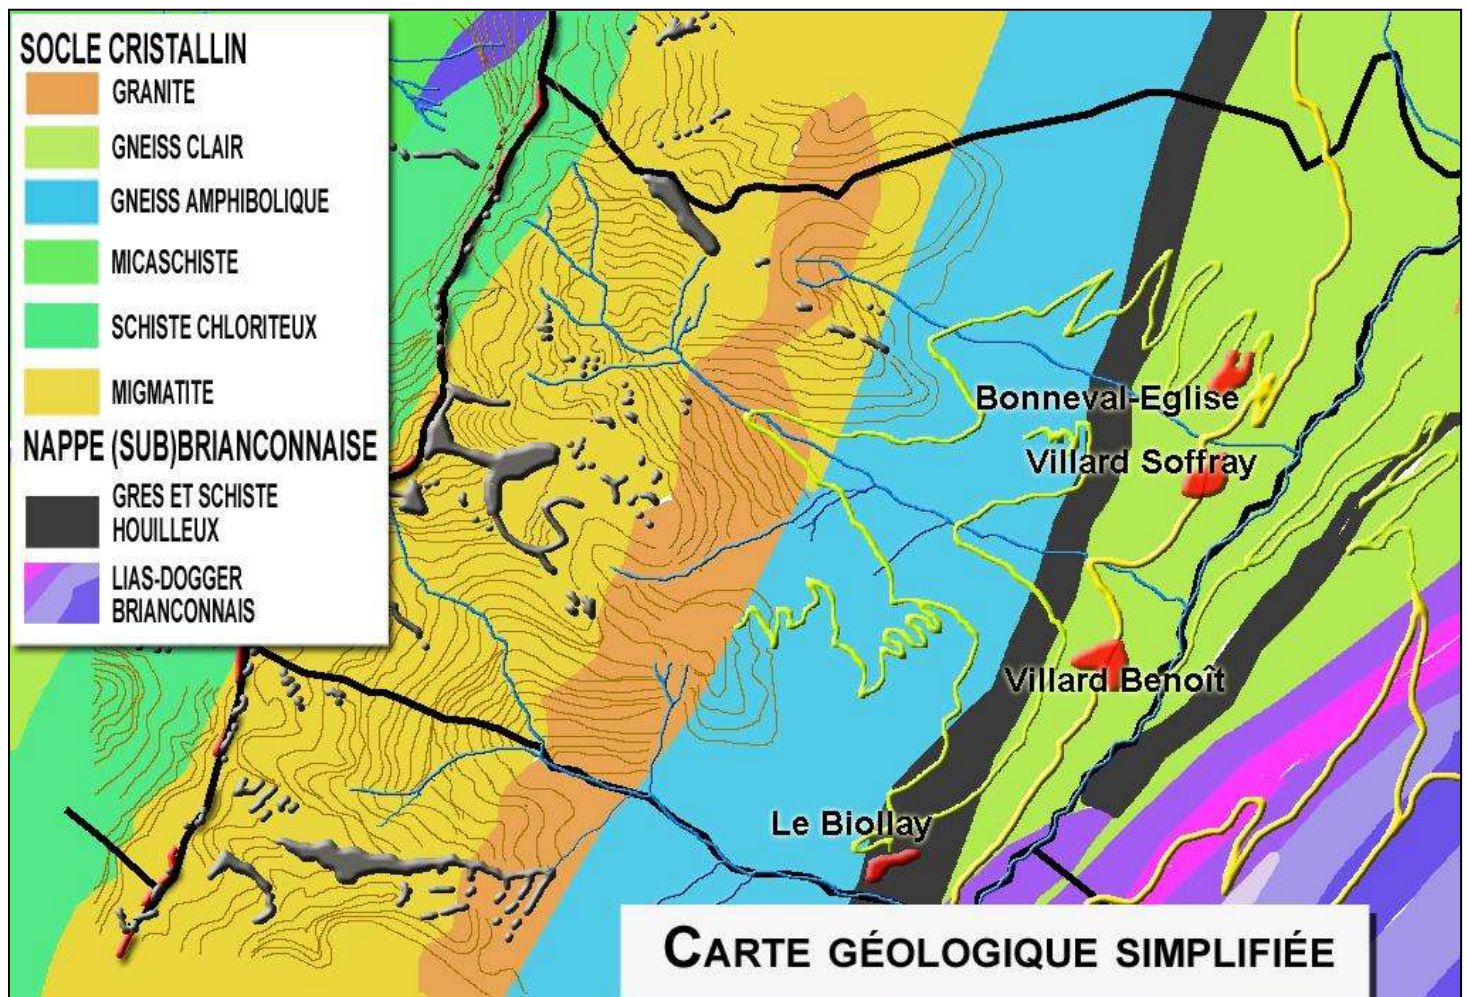 SOCLE CRISTALLIN
GRANITE
GNEISS CLAIR
GNEISS AMPHIBOLIQUE
MICASCHISTE
SCHISTE CHLORITEUX
MIGMATITE
NAPPE (SUB)BRIANCONNAISE
GRES ET SCHISTE
HOUILLEUX
LIAS-DOGGER
BRIANCONNAIS
Bonneval-Eglise
Villard Soffray
Villard Benoît
Le Biollay
CARTE GÉOLOGIQUE SIMPLIFIÉE